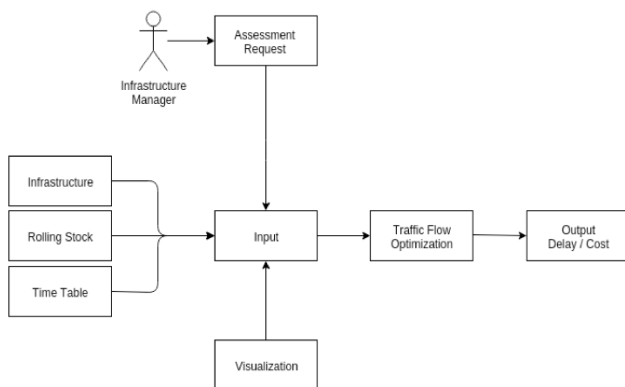 Assessment
Request
Infrastructure
Manager
Infrastructure
Rolling Stock
Time Table
Input
Traffic Flow
Optimization
Output
Delay / Cost
Visualization